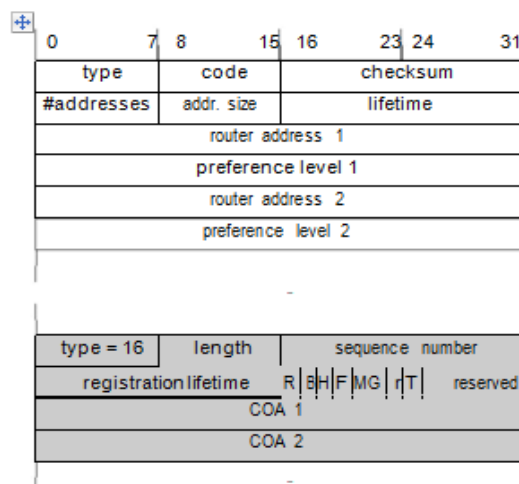 0 7 8 15 16 23 24 31
type code checksum
#addresses addr. size lifetime
router address 1
preference level 1
router address 2
preference level 2
type = 16 length sequence number
registration lifetime R B H F M G r T reserved
COA 1
COA 2